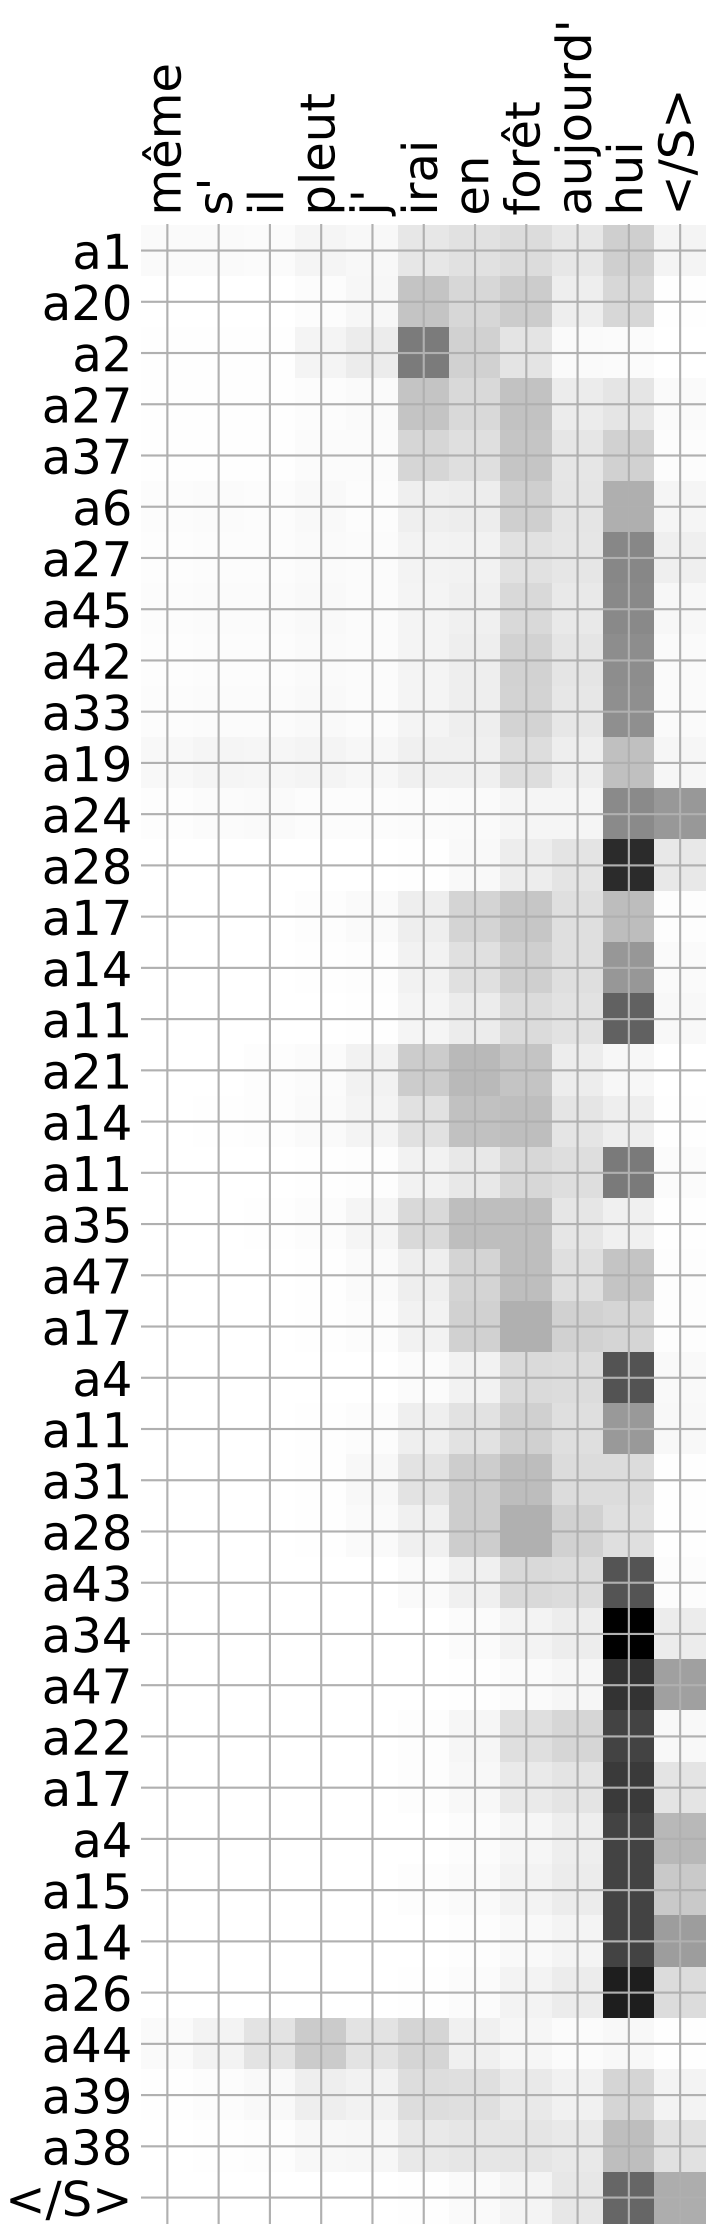 même s' il pleut j' irai en forêt aujourd' hui </S>
a1
a20
a2
a27
a37
a6
a27
a45
a42
a33
a19
a24
a28
a17
a14
a11
a21
a14
a11
a35
a47
a17
a4
a11
a31
a28
a43
a34
a47
a22
a17
a4
a15
a14
a26
a44
a39
a38
</S>